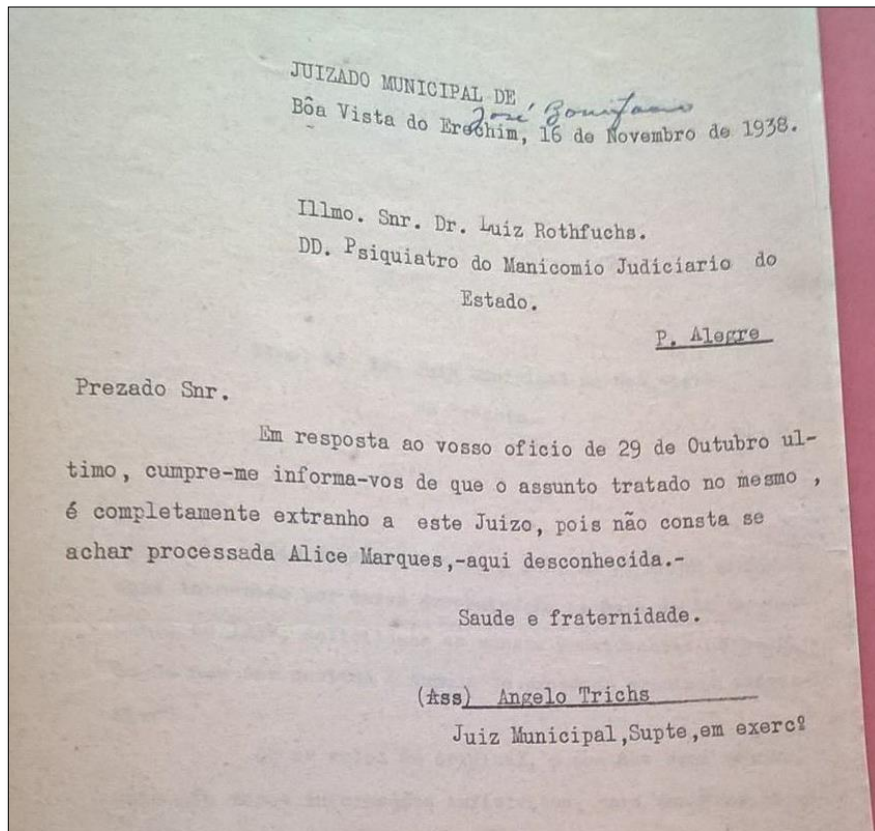 JUIZADO MUNICIPAL DE
José Bonifacio
Bôa Vista do Erechim, 16 de Novembro de 1938.
Illmo. Snr. Dr. Luiz Rothfuchs.
DD. Psiquiatro do Manicomio Judiciario do
Estado.
P. Alegre
Prezado Snr.
Em resposta ao vosso oficio de 29 de Outubro ul-
timo, cumpre-me informa-vos de que o assunto tratado no mesmo ,
é completamente extranho a este Juizo, pois não consta se
achar processada Alice Marques,-aqui desconhecida.-
Saude e fraternidade.
(Ass) Angelo Trichs
Juiz Municipal,Supte,em exercº